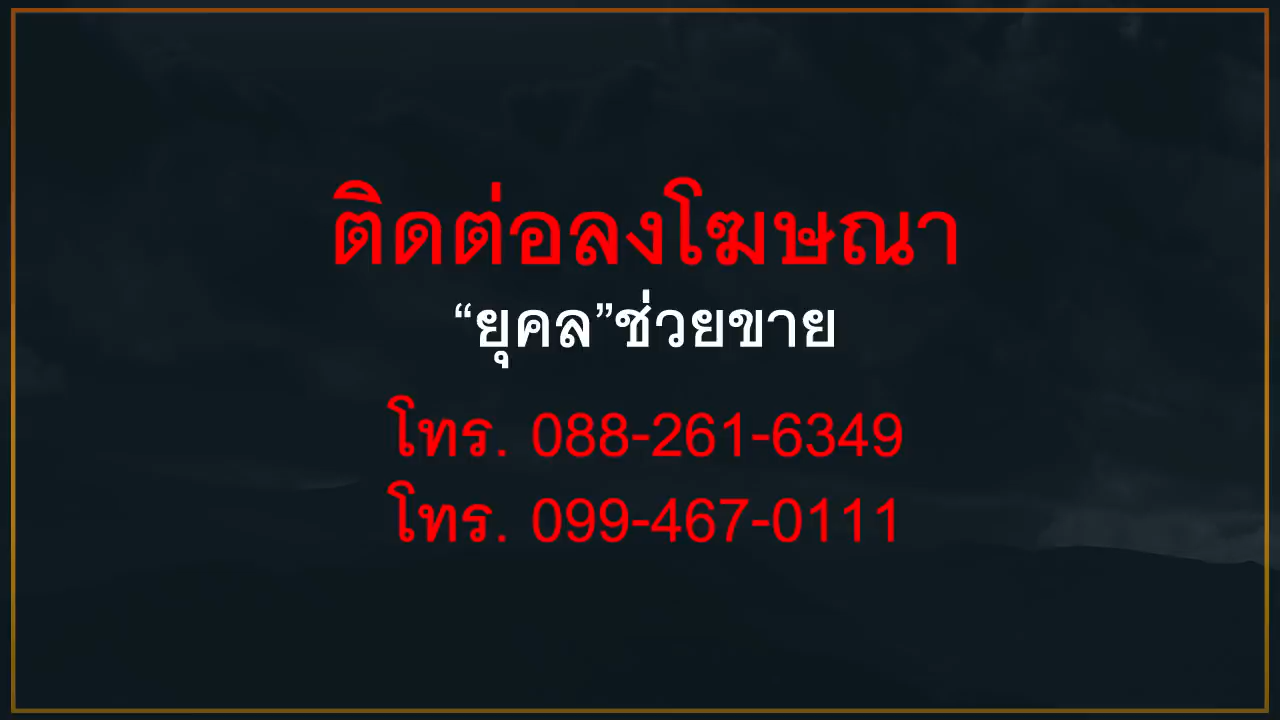 ติดต่อลงโฆษณา
“ยุคล”ช่วยขาย
โทร. 088-261-6349
โทร. 099-467-0111